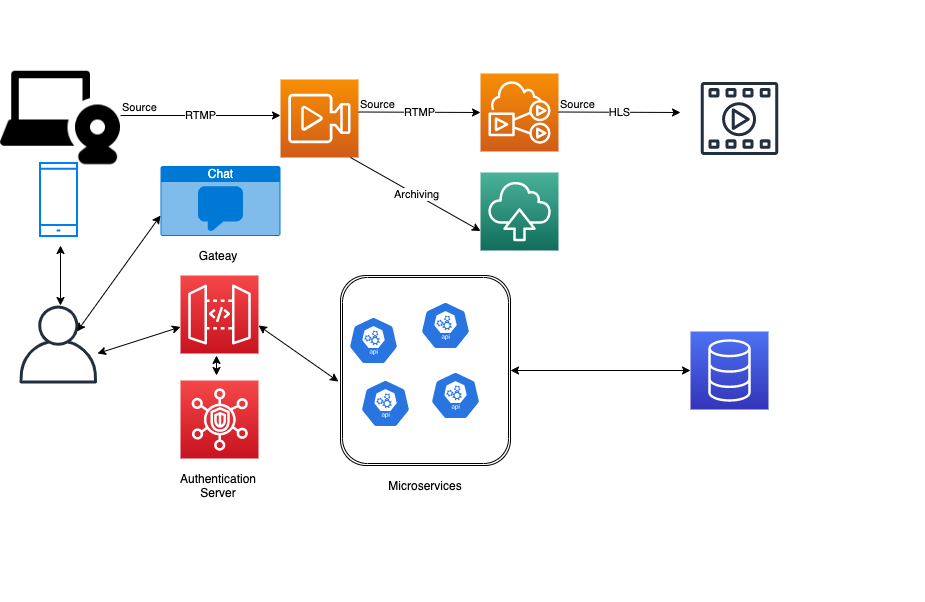 Source
RTMP
Source
RTMP
Source
HLS
Archiving
Chat
Gateay
</>
api
api
api
api
Authentication
Server
Microservices